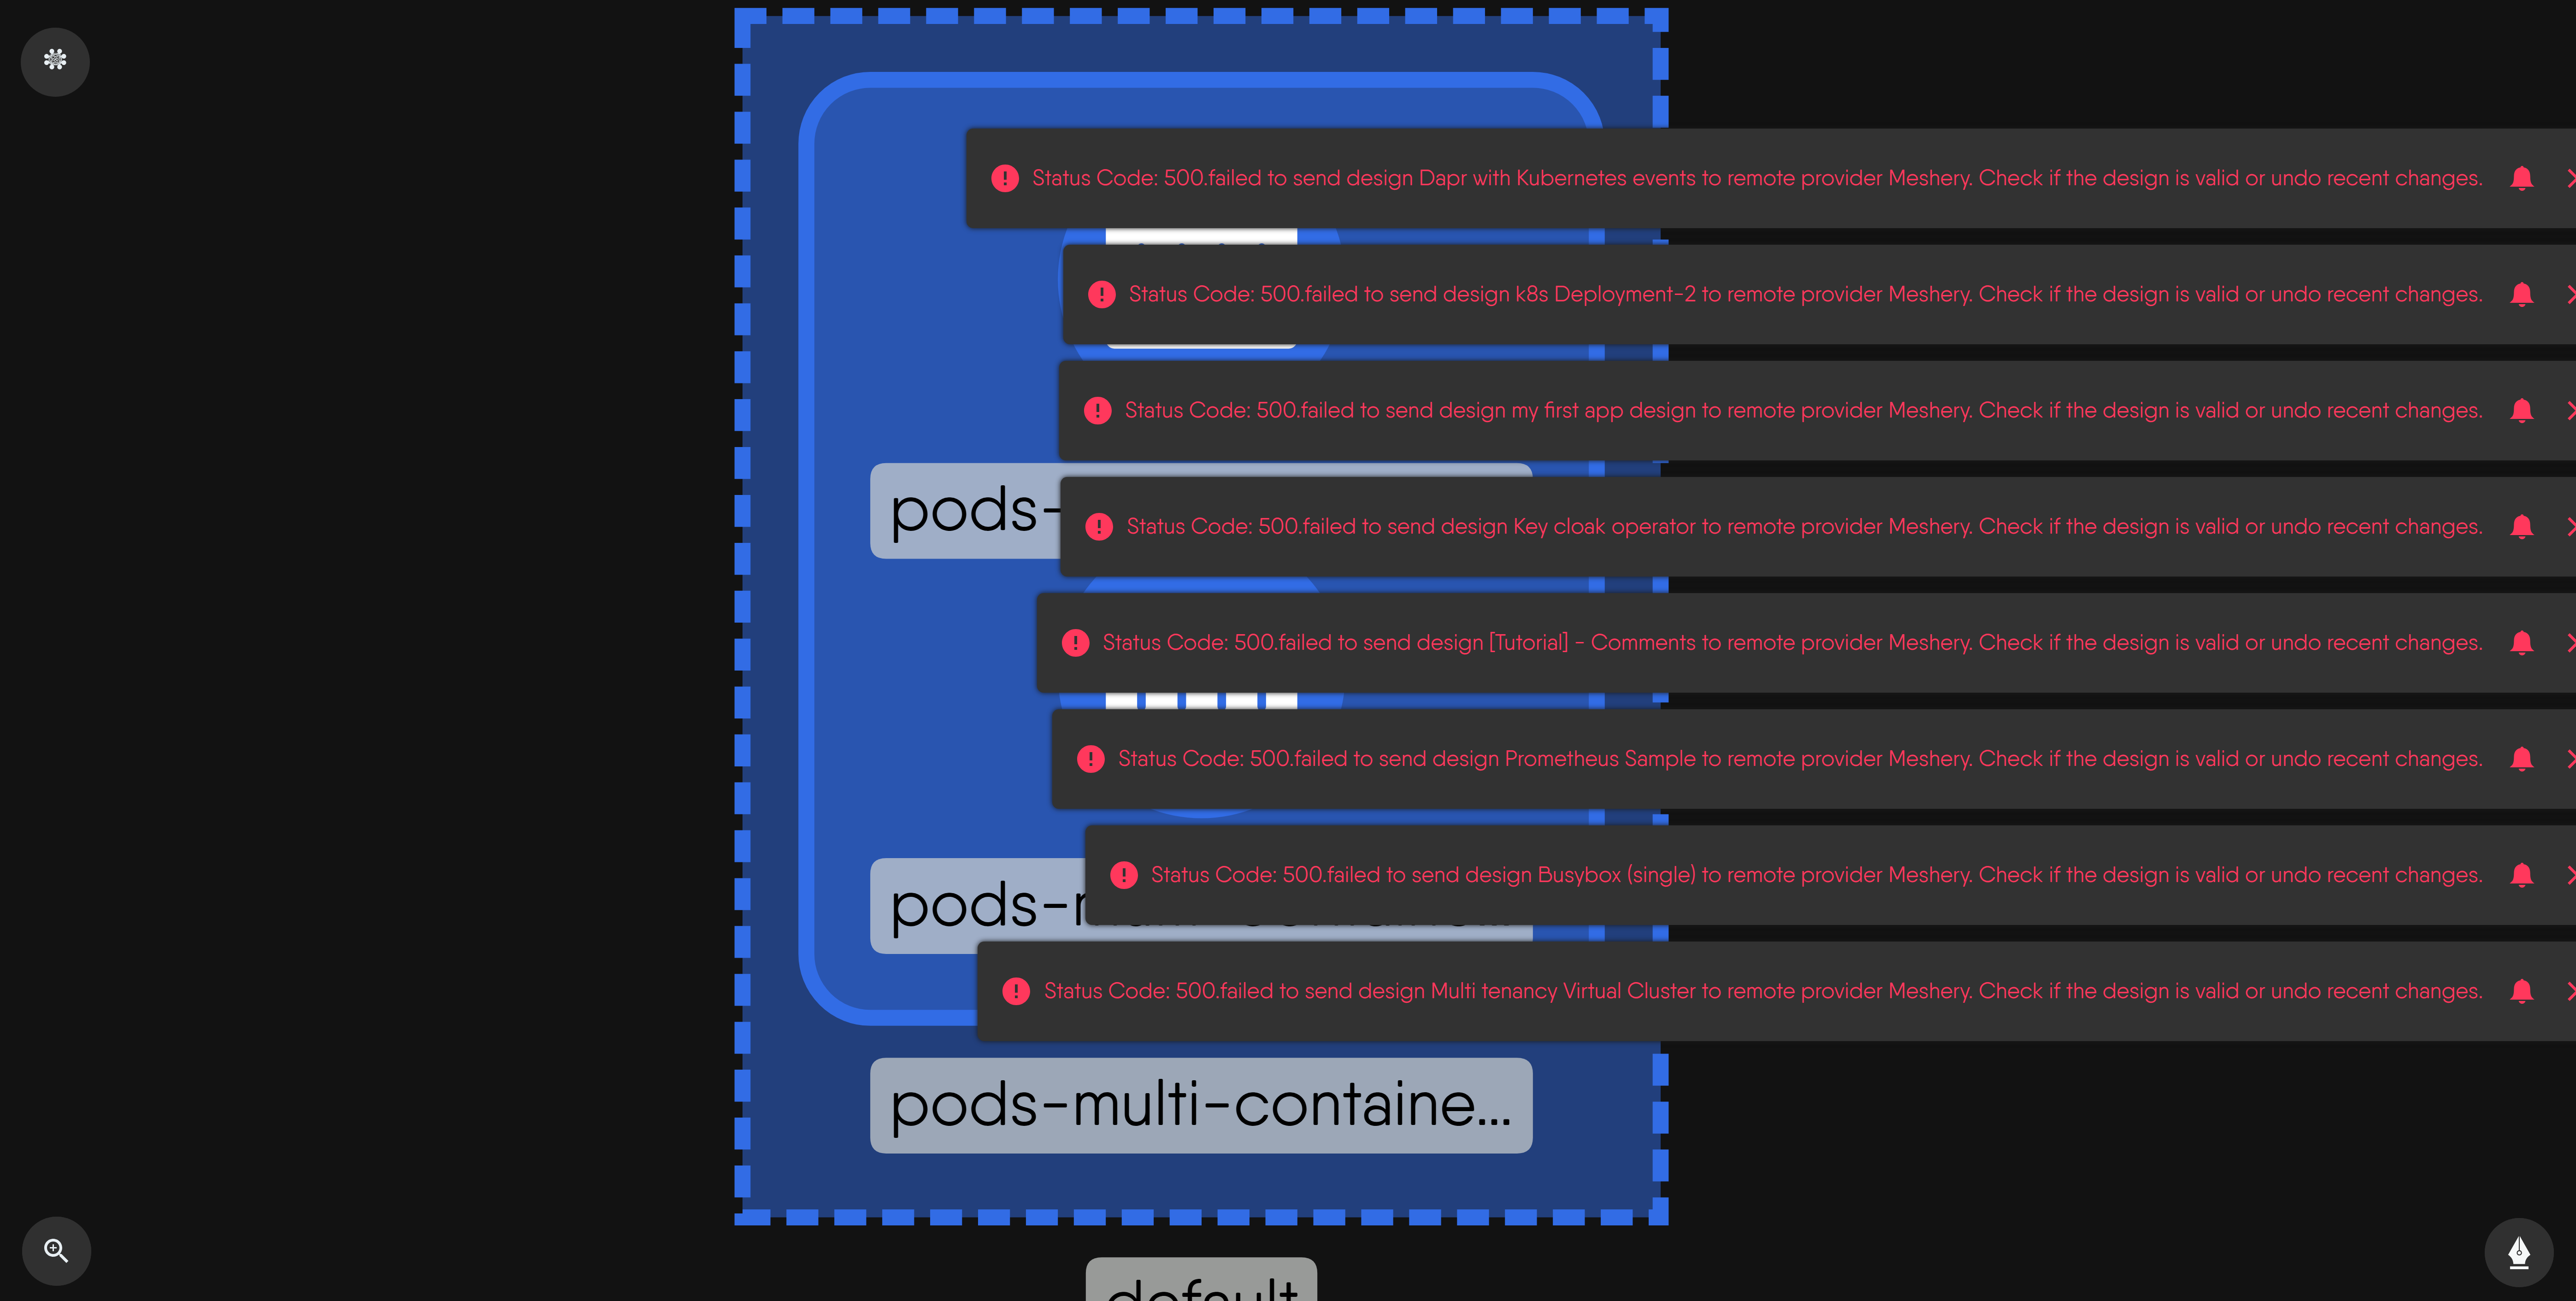 Status Code: 500.failed to send design Dapr with Kubernetes events to remote provider Meshery. Check if the design is valid or undo recent changes.
Status Code: 500.failed to send design k8s Deployment-2 to remote provider Meshery. Check if the design is valid or undo recent changes.
Status Code: 500.failed to send design my first app design to remote provider Meshery. Check if the design is valid or undo recent changes.
pods-
Status Code: 500.failed to send design Key cloak operator to remote provider Meshery. Check if the design is valid or undo recent changes.
Status Code: 500.failed to send design [Tutorial] - Comments to remote provider Meshery. Check if the design is valid or undo recent changes.
Status Code: 500.failed to send design Prometheus Sample to remote provider Meshery. Check if the design is valid or undo recent changes.
Status Code: 500.failed to send design Busybox (single) to remote provider Meshery. Check if the design is valid or undo recent changes.
pods-
Status Code: 500.failed to send design Multi tenancy Virtual Cluster to remote provider Meshery. Check if the design is valid or undo recent changes.
pods-multi-containe...
default